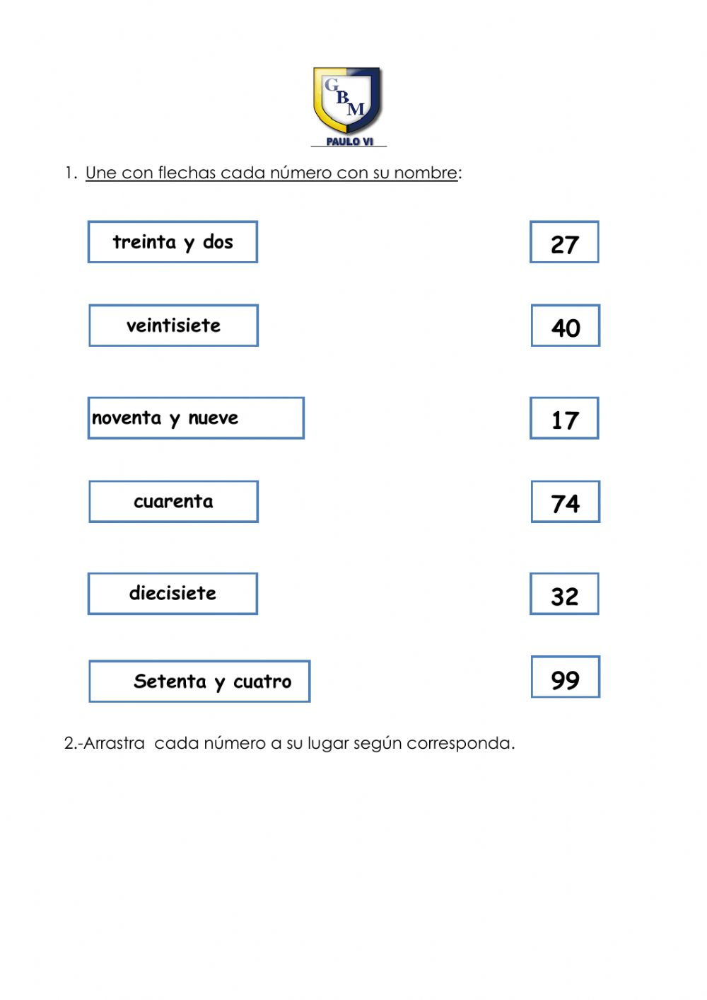 G
B
M
PAULO VI
1. Une con flechas cada número con su nombre:
treinta y dos
27
veintisiete
40
noventa y nueve
17
cuarenta
74
diecisiete
32
Setenta y cuatro
99
2.-Arrastra cada número a su lugar según corresponda.